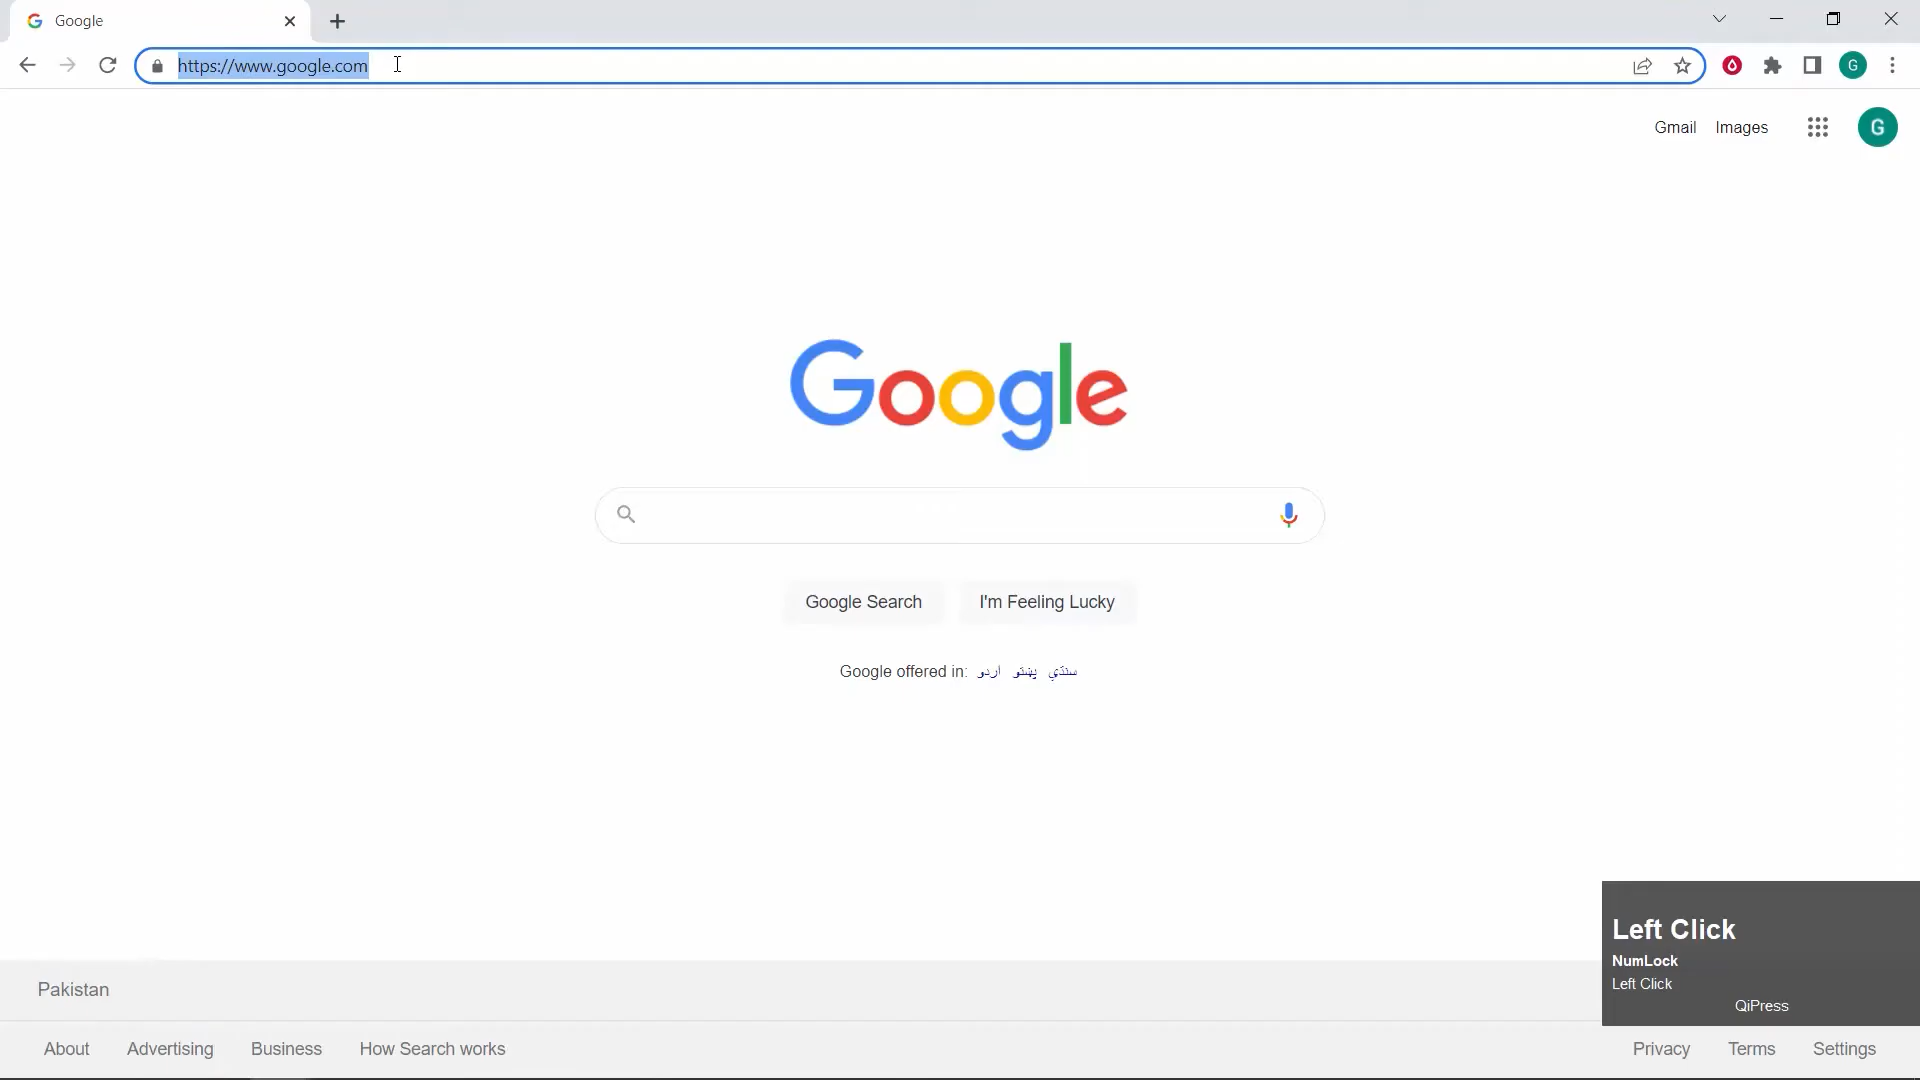 Google
https://www.google.com
G
Gmail Images
G
Google
Google Search I'm Feeling Lucky
Google offered in: اردو پښتو سنڌي
Left Click
NumLock
Left Click
QiPress
Pakistan
About Advertising Business How Search works Privacy Terms Settings